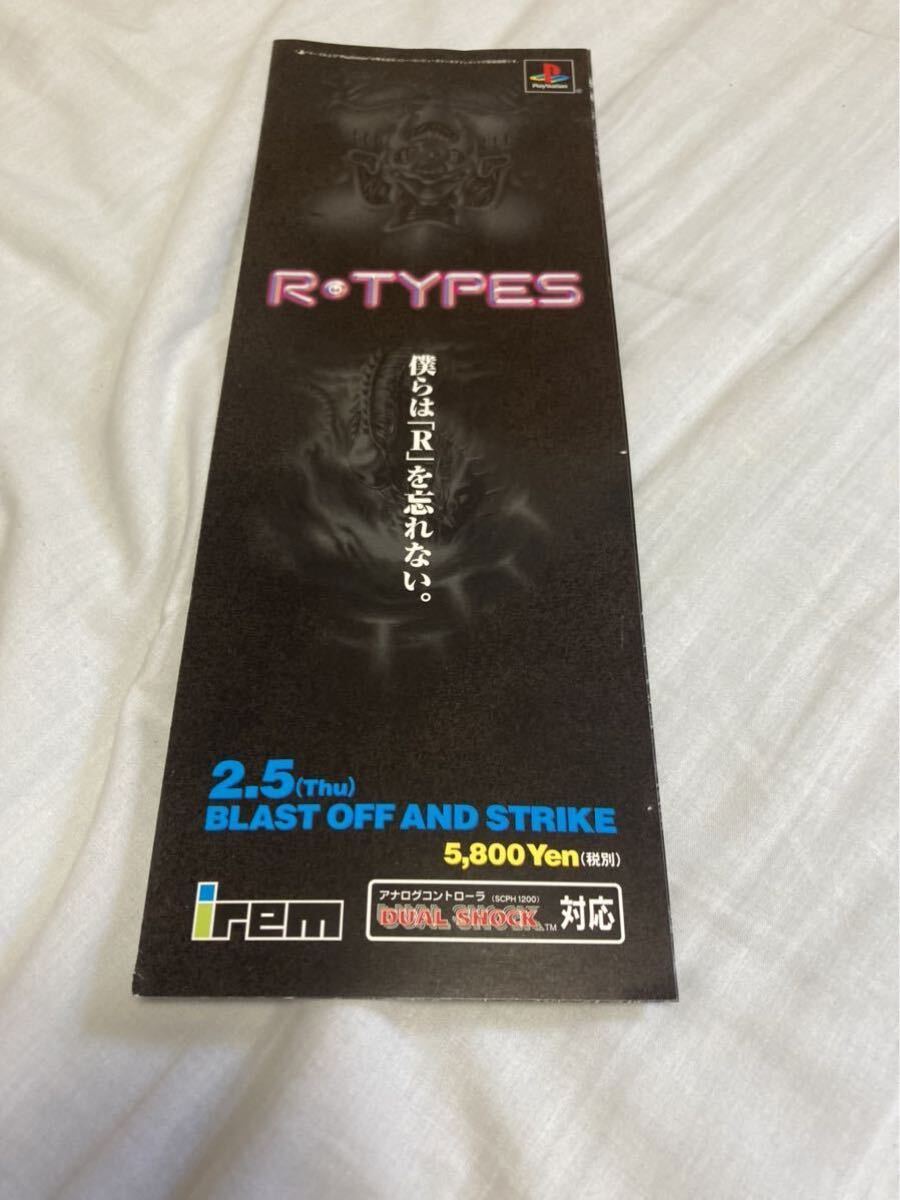 PlayStation
R•TYPES
僕らは「R」を忘れない。
2.5(Thu)
BLAST OFF AND STRIKE
5,800 Yen(税別)
irem
アナログコントローラ (SCPH 1200)
DUAL SHOCK™ 対応